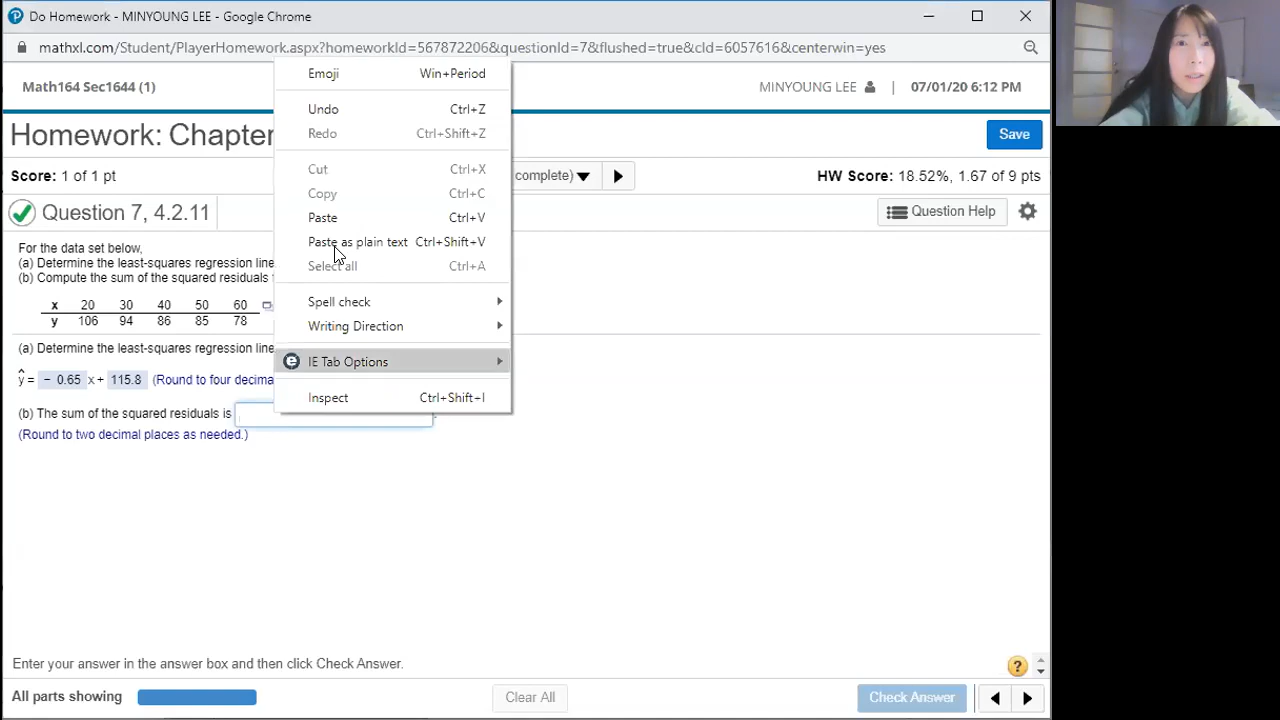 Do Homework - MINYOUNG LEE - Google Chrome
mathxl.com/Student/PlayerHomework.aspx?homeworkId=567872206&questionId=7&flushed=true&cId=6057616&centerwin=yes
Math164 Sec1644 (1)
MINYOUNG LEE
07/01/20 6:12 PM
Homework: Chapter
Save
Score: 1 of 1 pt
complete)
HW Score: 18.52%, 1.67 of 9 pts
Question 7, 4.2.11
Question Help
For the data set below,
(a) Determine the least-squares regression line
(b) Compute the sum of the squared residuals
x 20 30 40 50 60
y 106 94 86 85 78
(a) Determine the least-squares regression line
ŷ = − 0.65 x + 115.8 (Round to four decima
(b) The sum of the squared residuals is
(Round to two decimal places as needed.)
Emoji Win+Period
Undo Ctrl+Z
Redo Ctrl+Shift+Z
Cut Ctrl+X
Copy Ctrl+C
Paste Ctrl+V
Paste as plain text Ctrl+Shift+V
Select all Ctrl+A
Spell check
Writing Direction
e IE Tab Options
Inspect Ctrl+Shift+I
Enter your answer in the answer box and then click Check Answer.
?
All parts showing
Clear All
Check Answer